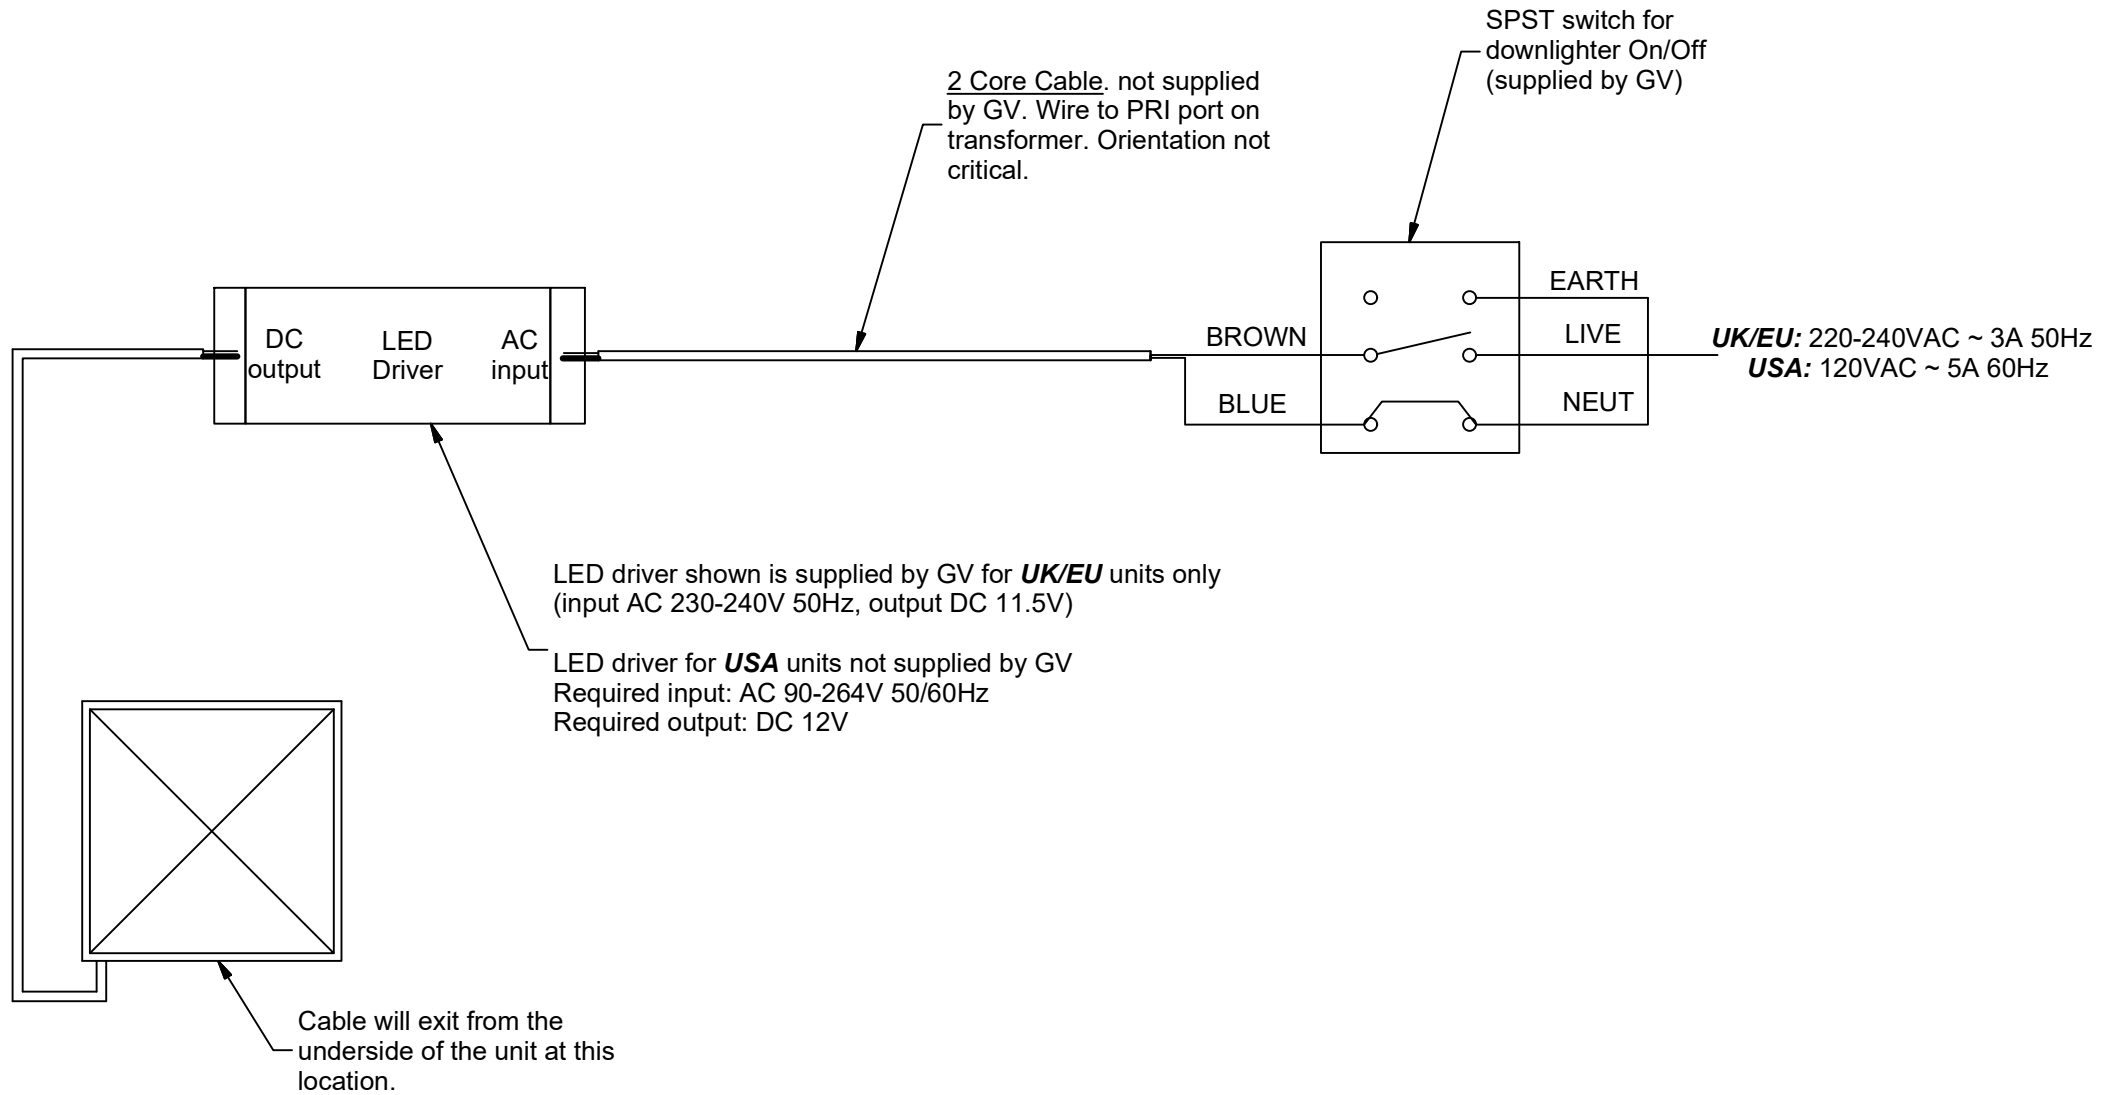 SPST switch for
downlighter On/Off
(supplied by GV)
2 Core Cable. not supplied
by GV. Wire to PRI port on
transformer. Orientation not
critical.
EARTH
BROWN
LIVE
BLUE
NEUT
UK/EU: 220-240VAC ~ 3A 50Hz
USA: 120VAC ~ 5A 60Hz
DC
output
LED
Driver
AC
input
LED driver shown is supplied by GV for UK/EU units only
(input AC 230-240V 50Hz, output DC 11.5V)
LED driver for USA units not supplied by GV
Required input: AC 90-264V 50/60Hz
Required output: DC 12V
Cable will exit from the
underside of the unit at this
location.